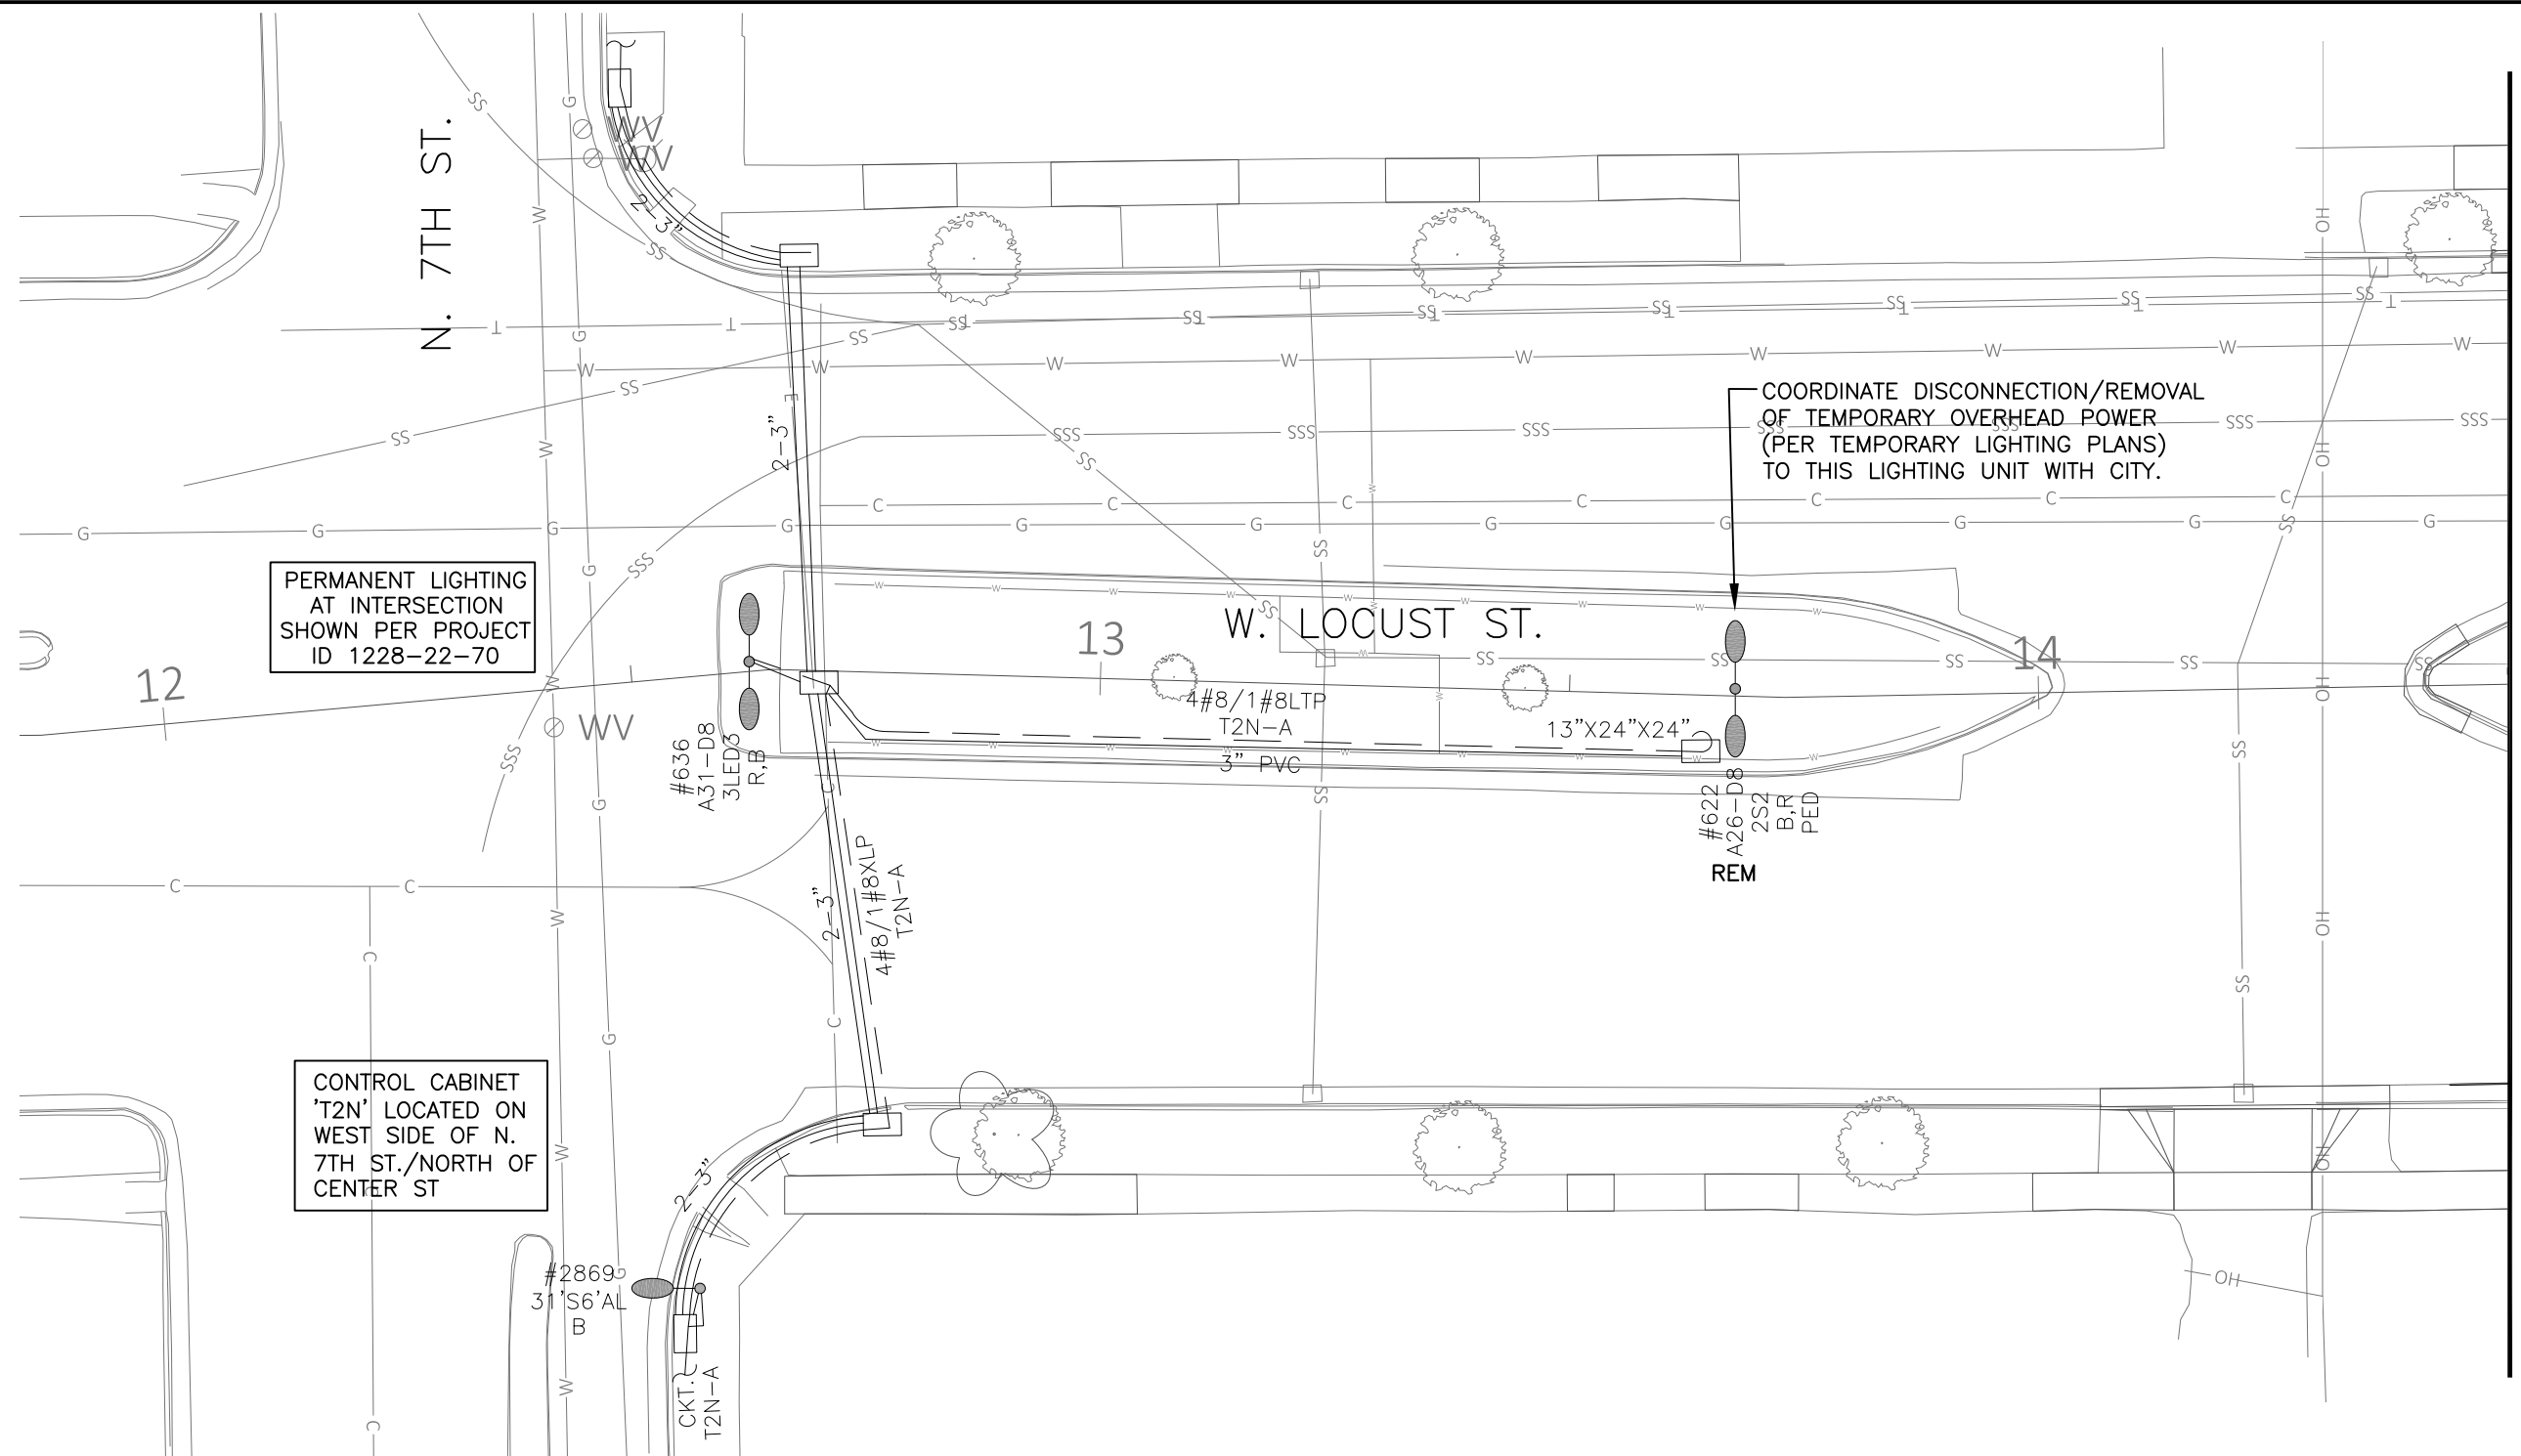 N. 7TH ST.
WV
WV
2-3"
2-3"
COORDINATE DISCONNECTION/REMOVAL
OF TEMPORARY OVERHEAD POWER
(PER TEMPORARY LIGHTING PLANS)
TO THIS LIGHTING UNIT WITH CITY.
PERMANENT LIGHTING
AT INTERSECTION
SHOWN PER PROJECT
ID 1228-22-70
W. LOCUST ST.
12
13
14
WV
4#8/1#8LTP
T2N-A
3" PVC
13"X24"X24"
#636
A31-D8
3LED3
R,B
#622
A26-D8
2S2
B,R
PED
REM
2-3"
4#8/1#8XLP
T2N-A
CONTROL CABINET
'T2N' LOCATED ON
WEST SIDE OF N.
7TH ST./NORTH OF
CENTER ST
2-3"
#2869
31'S6'AL
B
CKT.
T2N-A
SS
SSS
W
G
C
T
E
OH